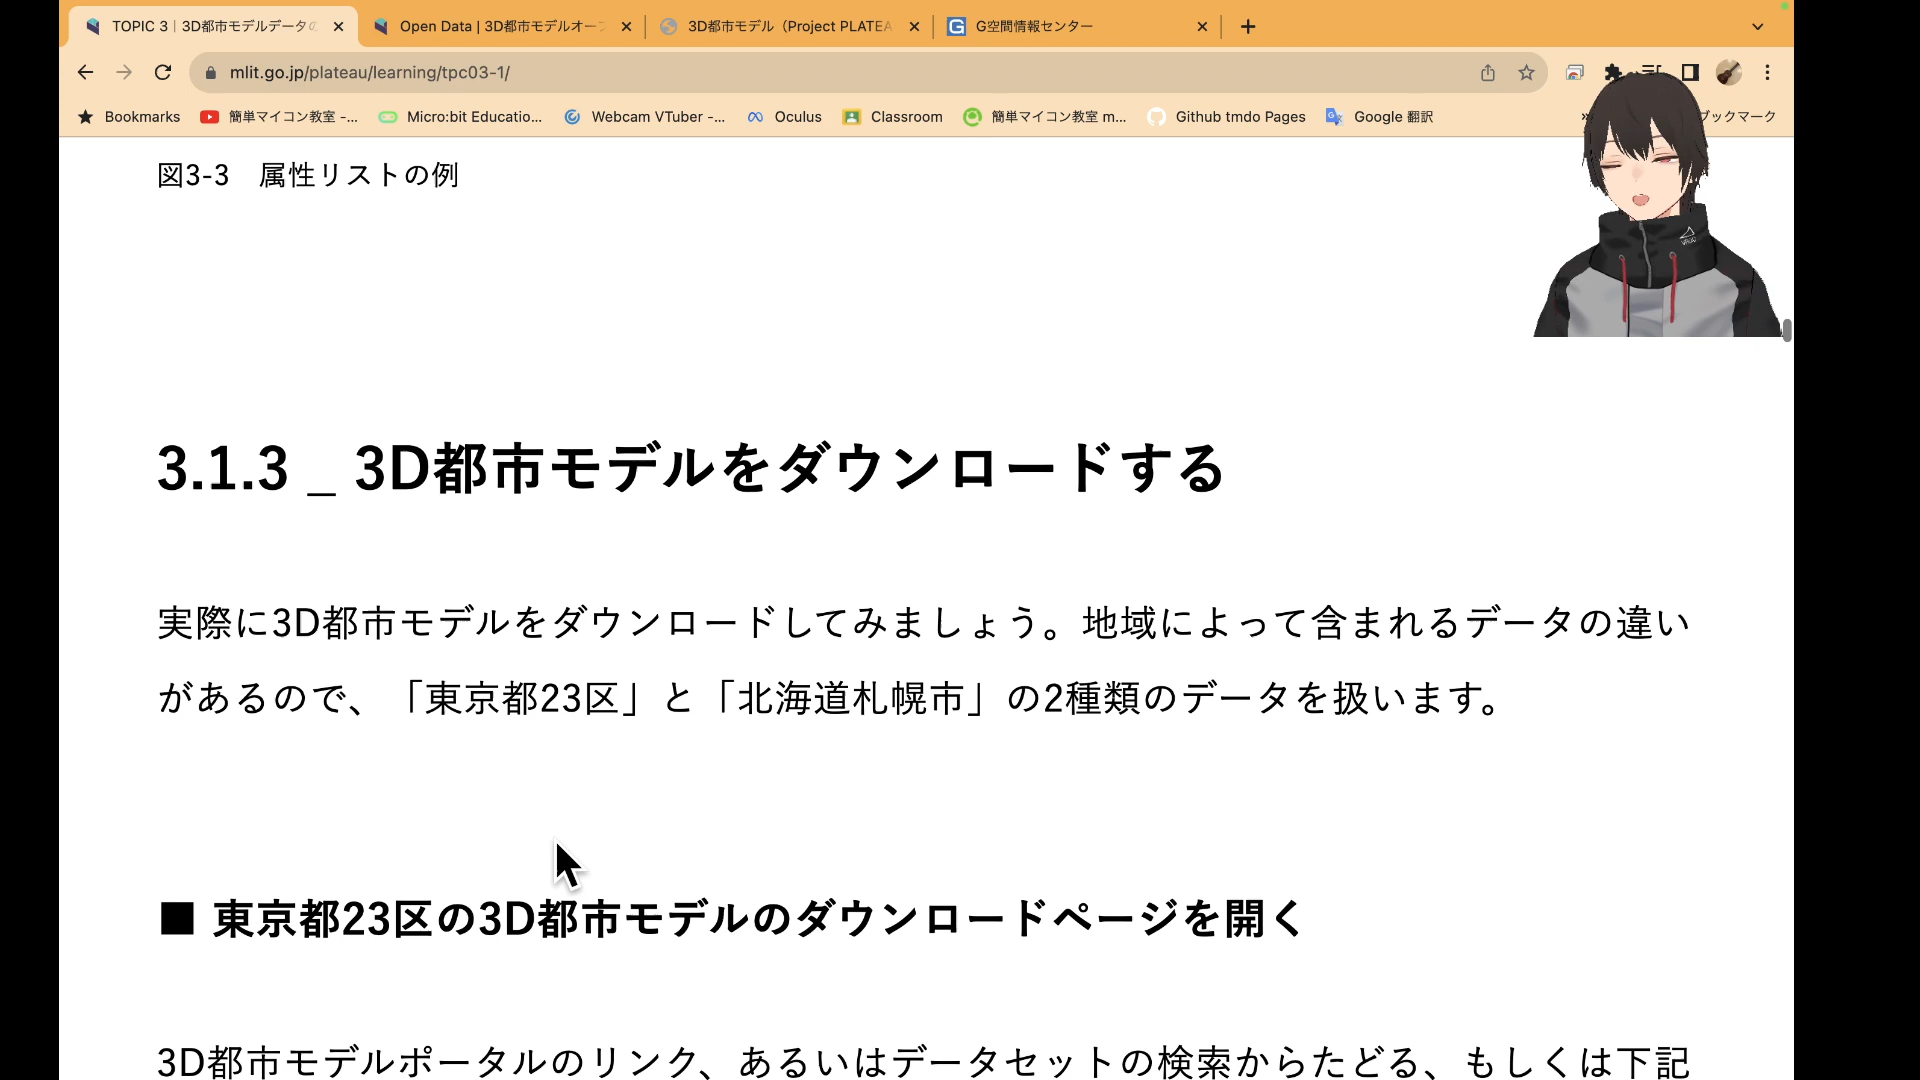 TOPIC 3｜3D都市モデルデータの
Open Data | 3D都市モデルオー
3D都市モデル（Project PLATEA
G空間情報センター
mlit.go.jp/plateau/learning/tpc03-1/
Bookmarks
簡単マイコン教室 -...
Micro:bit Educatio...
Webcam VTuber -...
Oculus
Classroom
簡単マイコン教室 m...
Github tmdo Pages
Google 翻訳
ブックマーク
図3-3　属性リストの例
3.1.3 _ 3D都市モデルをダウンロードする
実際に3D都市モデルをダウンロードしてみましょう。地域によって含まれるデータの違い
があるので、「東京都23区」と「北海道札幌市」の2種類のデータを扱います。
■ 東京都23区の3D都市モデルのダウンロードページを開く
3D都市モデルポータルのリンク、あるいはデータセットの検索からたどる、もしくは下記